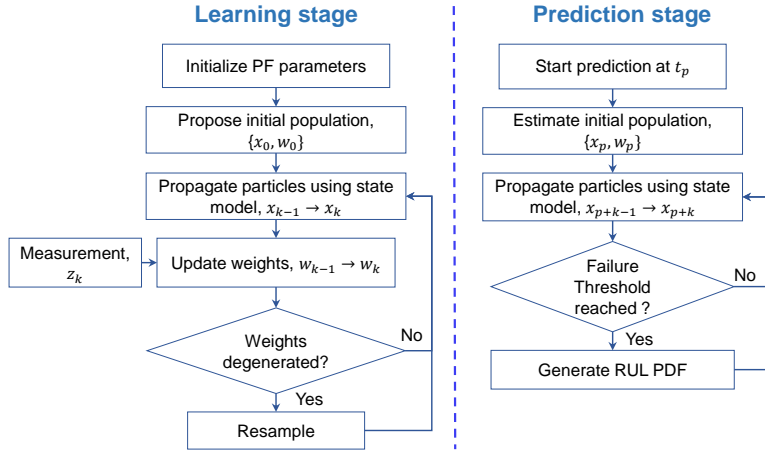 Learning stage
Initialize PF parameters
Propose initial population,
{x₀, w₀}
Propagate particles using state
model, xₖ₋₁ → xₖ
Measurement,
zₖ
Update weights, wₖ₋₁ → wₖ
Weights
degenerated?
No
Yes
Resample
Prediction stage
Start prediction at tₚ
Estimate initial population,
{xₚ, wₚ}
Propagate particles using state
model, xₚ₊ₖ₋₁ → xₚ₊ₖ
Failure
Threshold
reached ?
No
Yes
Generate RUL PDF